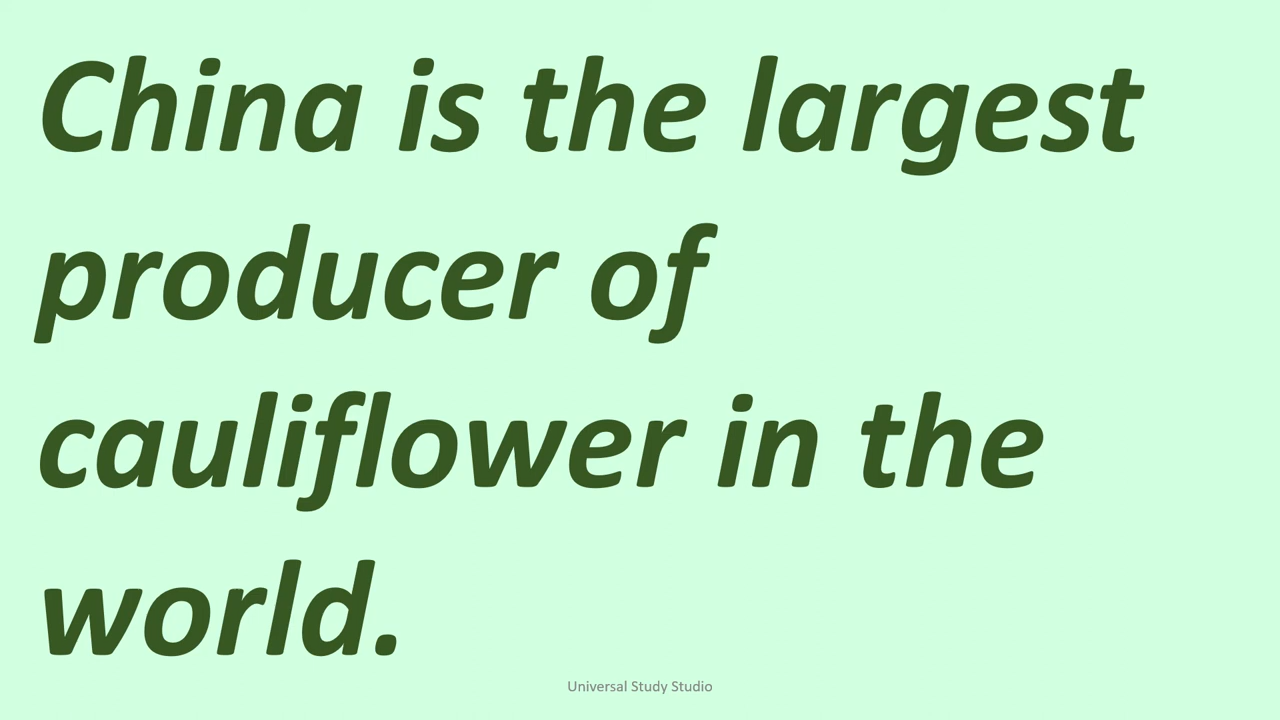 China is the largest
producer of
cauliflower in the
world.
Universal Study Studio